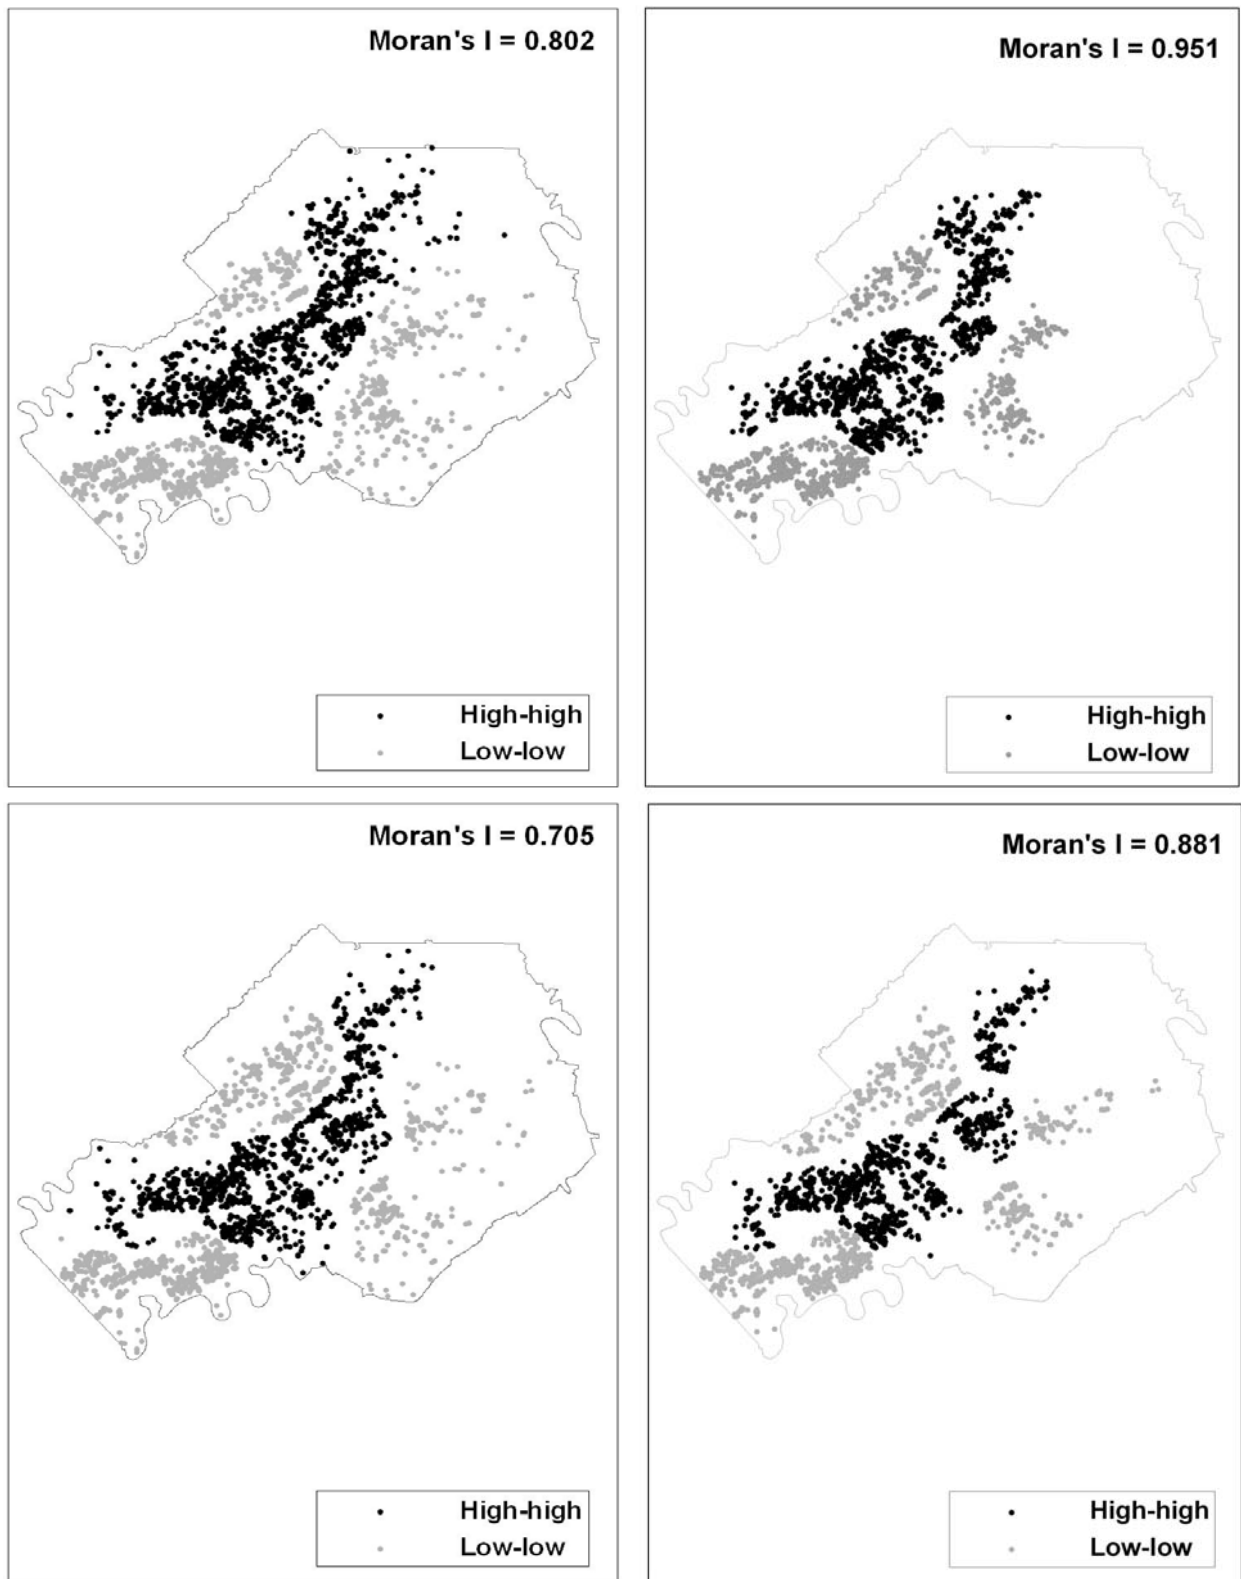 Moran's I = 0.802
High-high
Low-low
Moran's I = 0.951
High-high
Low-low
Moran's I = 0.705
High-high
Low-low
Moran's I = 0.881
High-high
Low-low